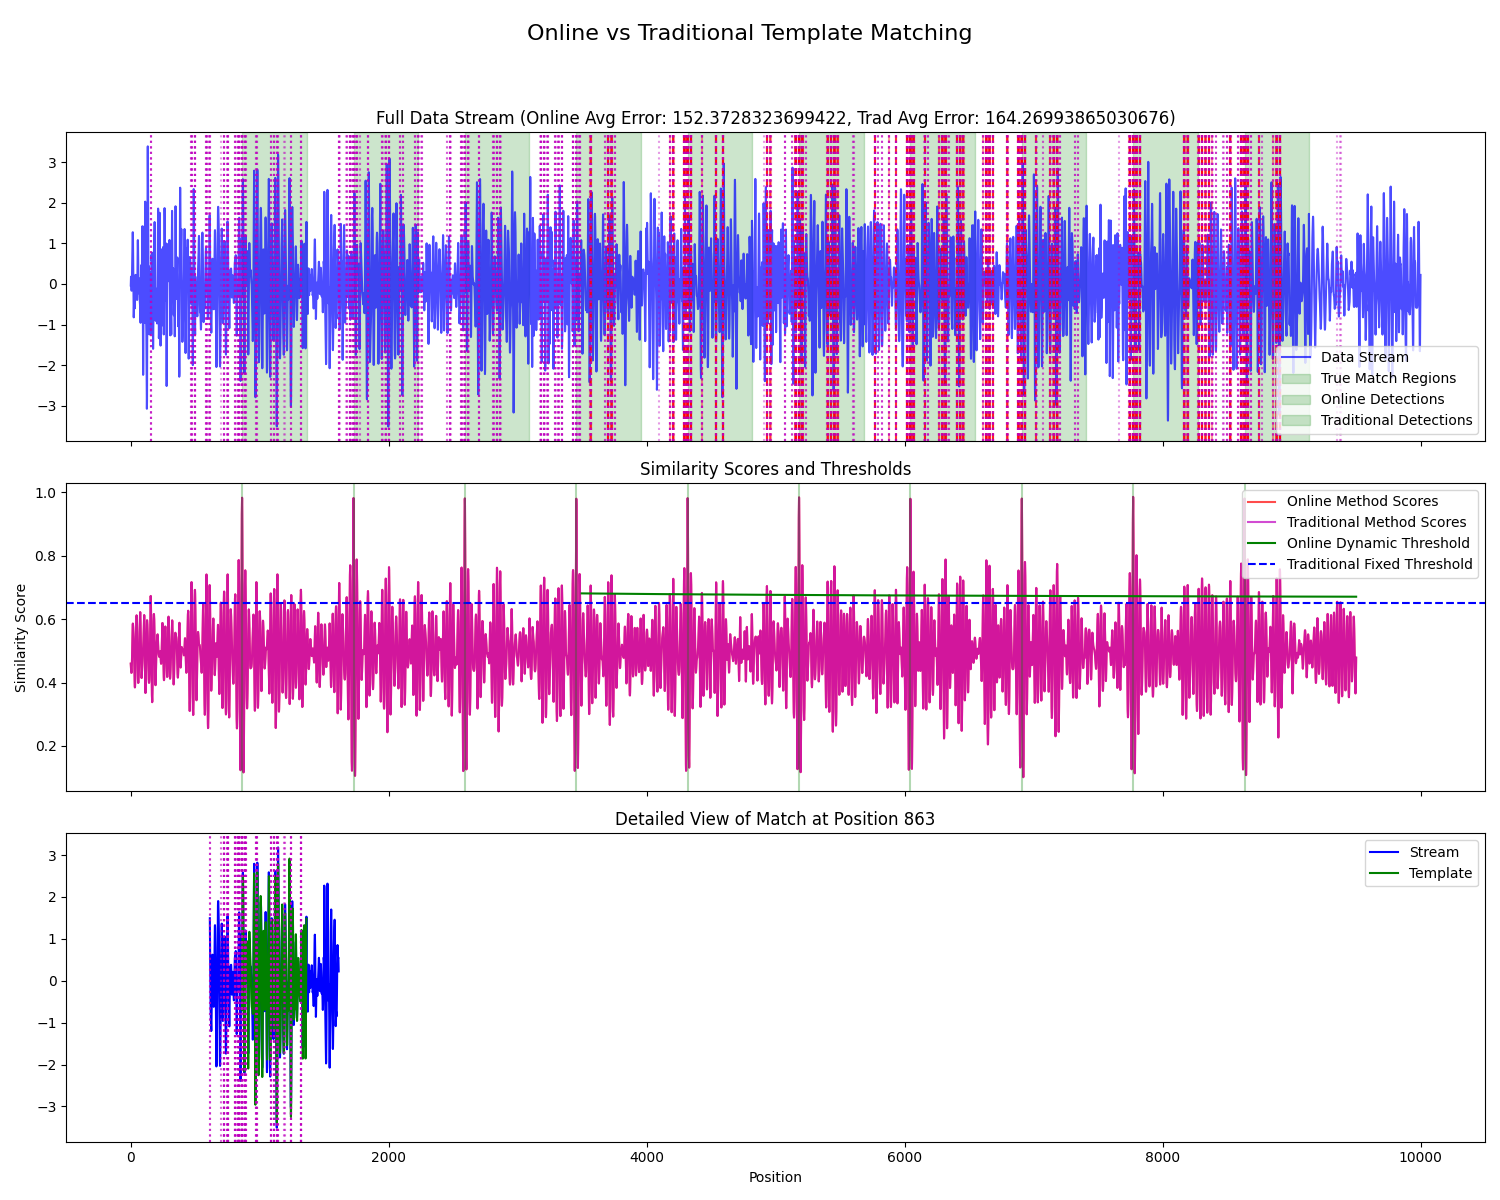 Online vs Traditional Template Matching
Full Data Stream (Online Avg Error: 152.3728323699422, Trad Avg Error: 164.26993865030676)
3
2
1
0
−1
−2
−3
Data Stream
True Match Regions
Online Detections
Traditional Detections
Similarity Scores and Thresholds
Similarity Score
1.0
0.8
0.6
0.4
0.2
Online Method Scores
Traditional Method Scores
Online Dynamic Threshold
Traditional Fixed Threshold
Detailed View of Match at Position 863
3
2
1
0
−1
−2
−3
Stream
Template
0 2000 4000 6000 8000 10000
Position